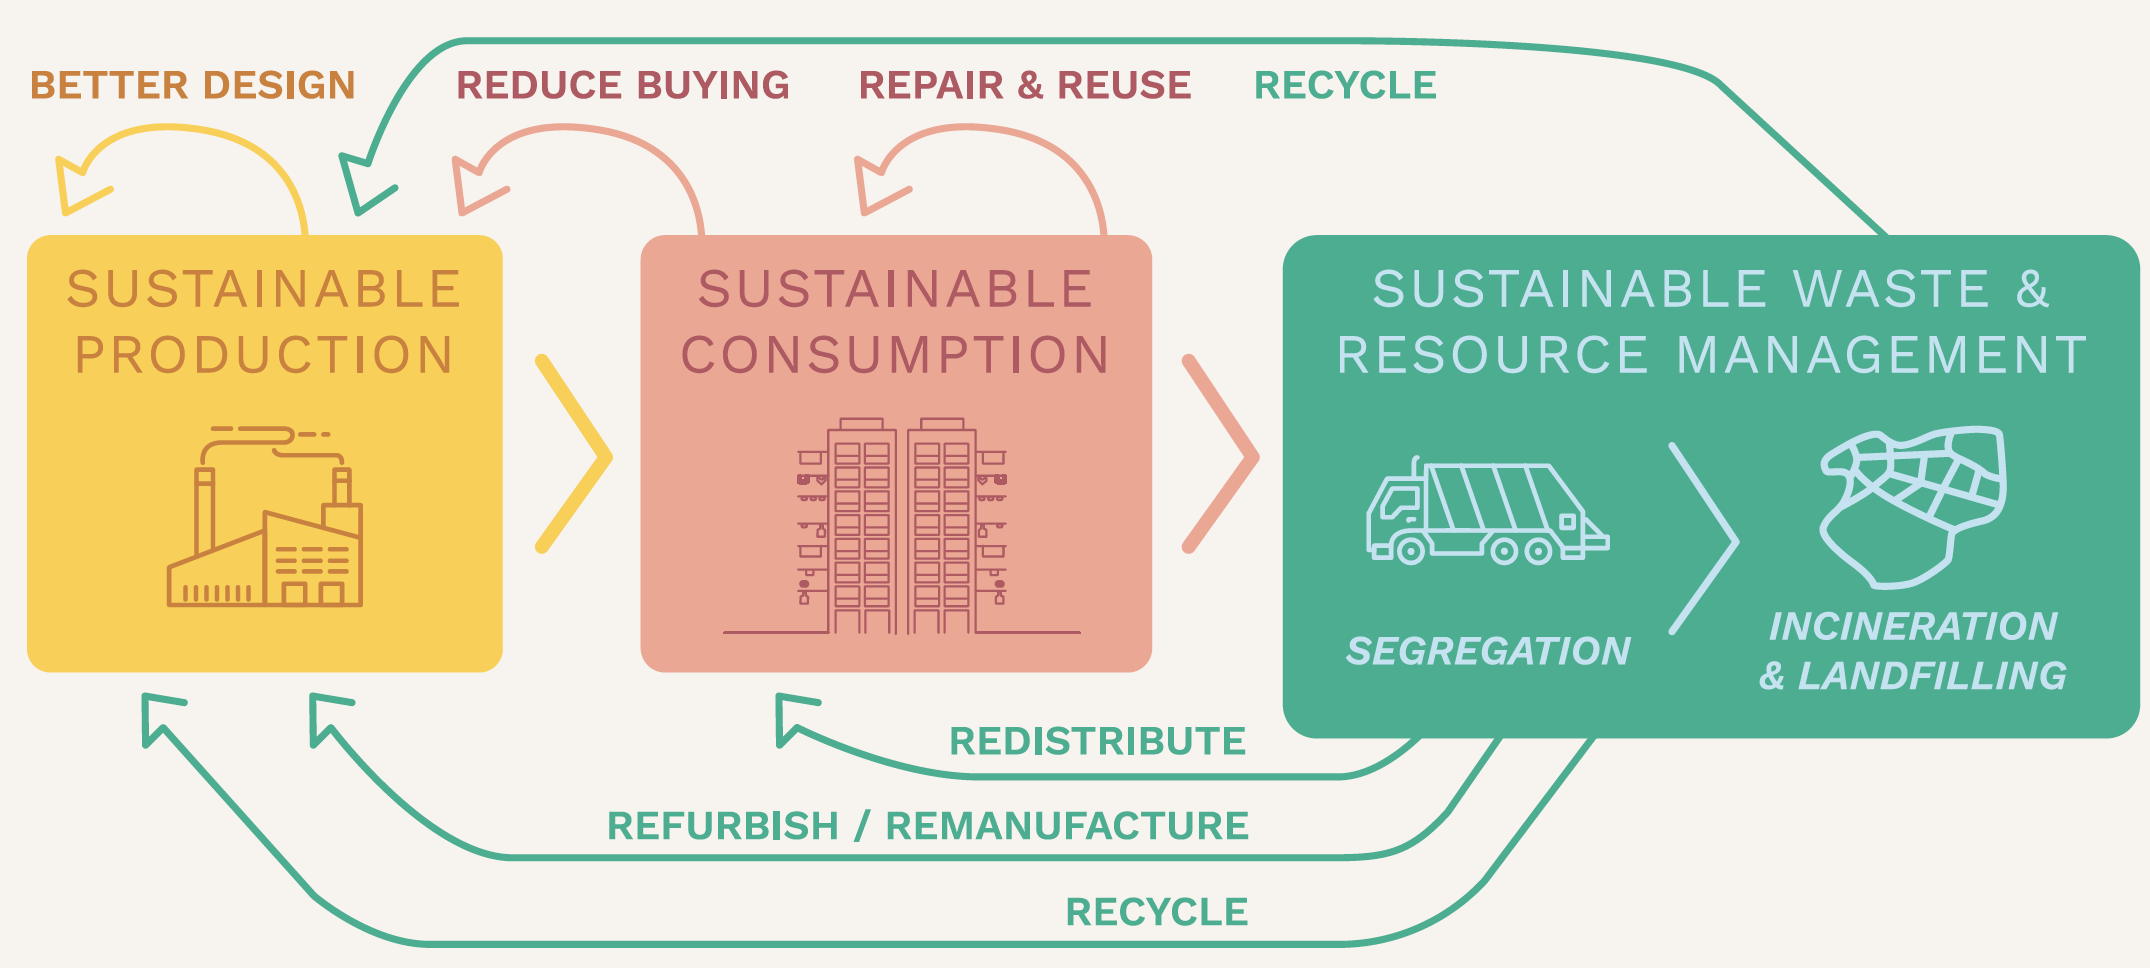 BETTER DESIGN
REDUCE BUYING
REPAIR & REUSE
RECYCLE
SUSTAINABLE
PRODUCTION
SUSTAINABLE
CONSUMPTION
SUSTAINABLE WASTE &
RESOURCE MANAGEMENT
SEGREGATION
INCINERATION
& LANDFILLING
REDISTRIBUTE
REFURBISH / REMANUFACTURE
RECYCLE